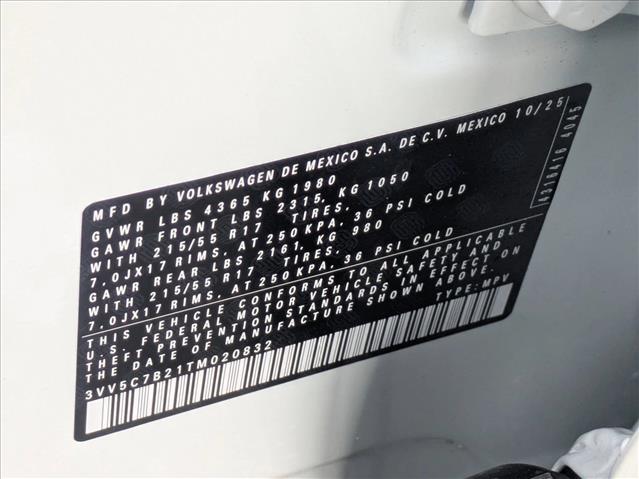 MFD BY VOLKSWAGEN DE MEXICO S.A. DE C.V. MEXICO 10/25
GVWR LBS 4365 KG 1980
GAWR FRONT LBS 2315, KG 1050
WITH 215/55 R17 TIRES,
7,0JX17 RIMS, AT 250KPA, 36 PSI COLD
GAWR REAR LBS 2161, KG 980
WITH 215/55 R17 TIRES,
7,0JX17 RIMS, AT 250KPA, 36 PSI COLD
THIS VEHICLE CONFORMS TO ALL APPLICABLE
U.S. FEDERAL MOTOR VEHICLE SAFETY AND
THEFT PREVENTION STANDARDS IN EFFECT ON
THE DATE OF MANUFACTURE SHOWN ABOVE.
3VV5C7B21TM020832 TYPE: MPV
4316416 4045